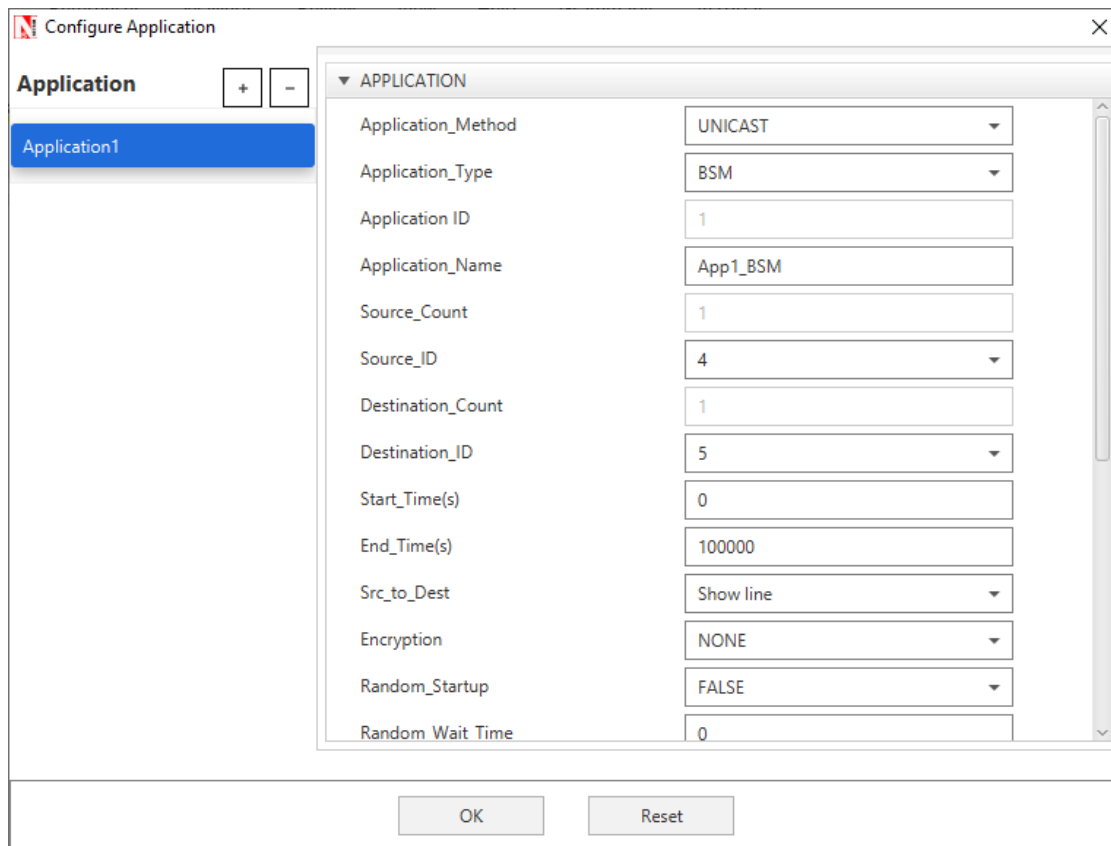 Configure Application
Application
+ -
Application1
APPLICATION
Application_Method UNICAST
Application_Type BSM
Application ID 1
Application_Name App1_BSM
Source_Count 1
Source_ID 4
Destination_Count 1
Destination_ID 5
Start_Time(s) 0
End_Time(s) 100000
Src_to_Dest Show line
Encryption NONE
Random_Startup FALSE
Random_Wait_Time 0
OK Reset